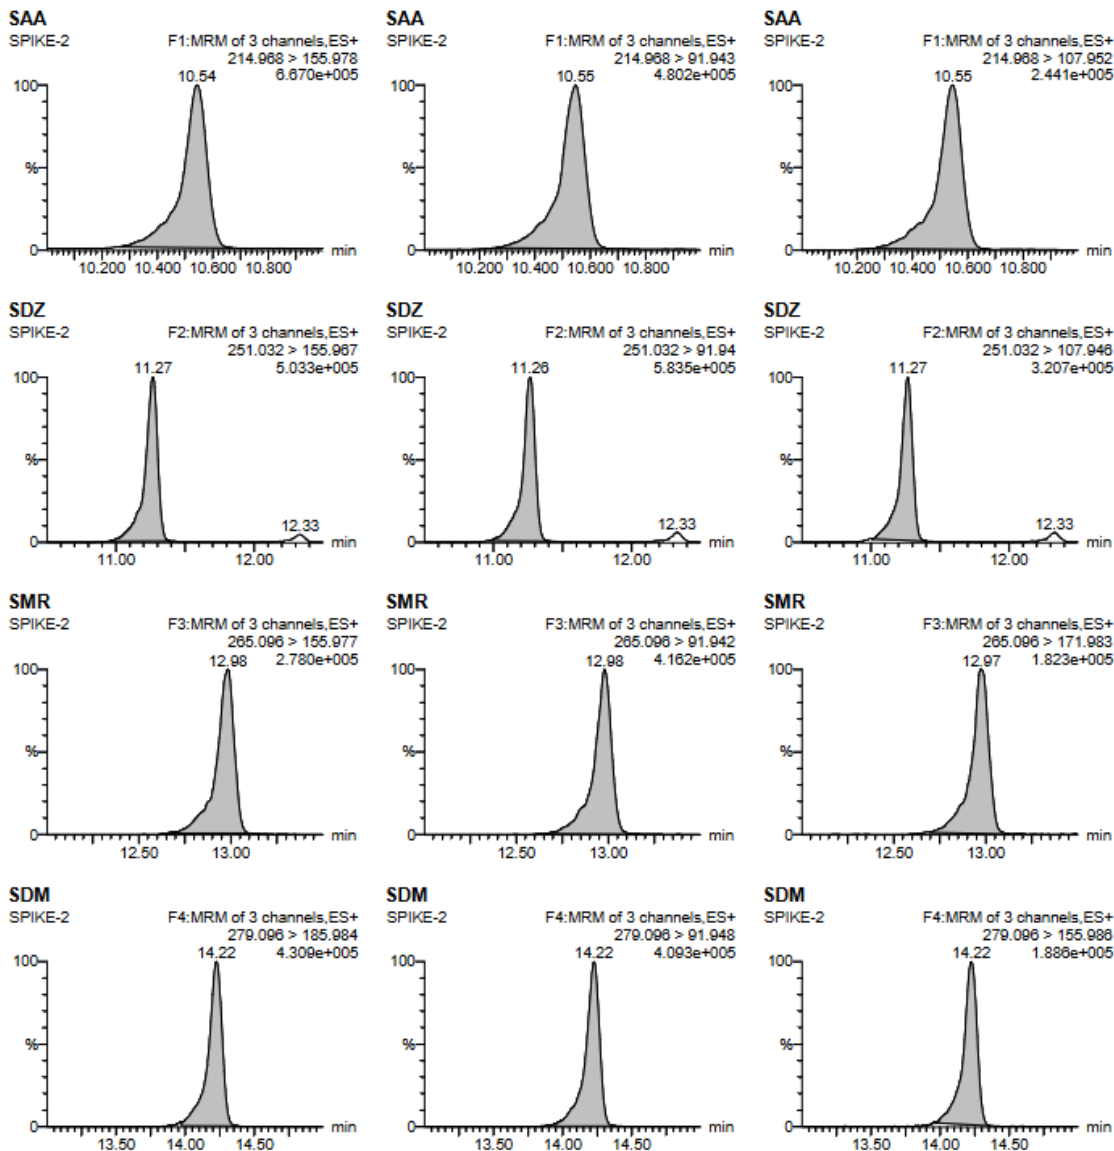 SAA
SPIKE-2 F1:MRM of 3 channels,ES+
214.968 > 155.978
10.54 6.670e+005
100
%
0
10.200 10.400 10.600 10.800 min
SAA
SPIKE-2 F1:MRM of 3 channels,ES+
214.968 > 91.943
10.55 4.802e+005
100
%
0
10.200 10.400 10.600 10.800 min
SAA
SPIKE-2 F1:MRM of 3 channels,ES+
214.968 > 107.952
10.55 2.441e+005
100
%
0
10.200 10.400 10.600 10.800 min
SDZ
SPIKE-2 F2:MRM of 3 channels,ES+
251.032 > 155.967
11.27 5.033e+005
100
%
12.33
0
11.00 12.00 min
SDZ
SPIKE-2 F2:MRM of 3 channels,ES+
251.032 > 91.94
11.26 5.835e+005
100
%
12.33
0
11.00 12.00 min
SDZ
SPIKE-2 F2:MRM of 3 channels,ES+
251.032 > 107.946
11.27 3.207e+005
100
%
12.33
0
11.00 12.00 min
SMR
SPIKE-2 F3:MRM of 3 channels,ES+
265.096 > 155.977
12.98 2.780e+005
100
%
0
12.50 13.00 min
SMR
SPIKE-2 F3:MRM of 3 channels,ES+
265.096 > 91.942
12.98 4.162e+005
100
%
0
12.50 13.00 min
SMR
SPIKE-2 F3:MRM of 3 channels,ES+
265.096 > 171.983
12.97 1.823e+005
100
%
0
12.50 13.00 min
SDM
SPIKE-2 F4:MRM of 3 channels,ES+
279.096 > 185.984
14.22 4.309e+005
100
%
0
13.50 14.00 14.50 min
SDM
SPIKE-2 F4:MRM of 3 channels,ES+
279.096 > 91.948
14.22 4.093e+005
100
%
0
13.50 14.00 14.50 min
SDM
SPIKE-2 F4:MRM of 3 channels,ES+
279.096 > 155.986
14.22 1.886e+005
100
%
0
13.50 14.00 14.50 min